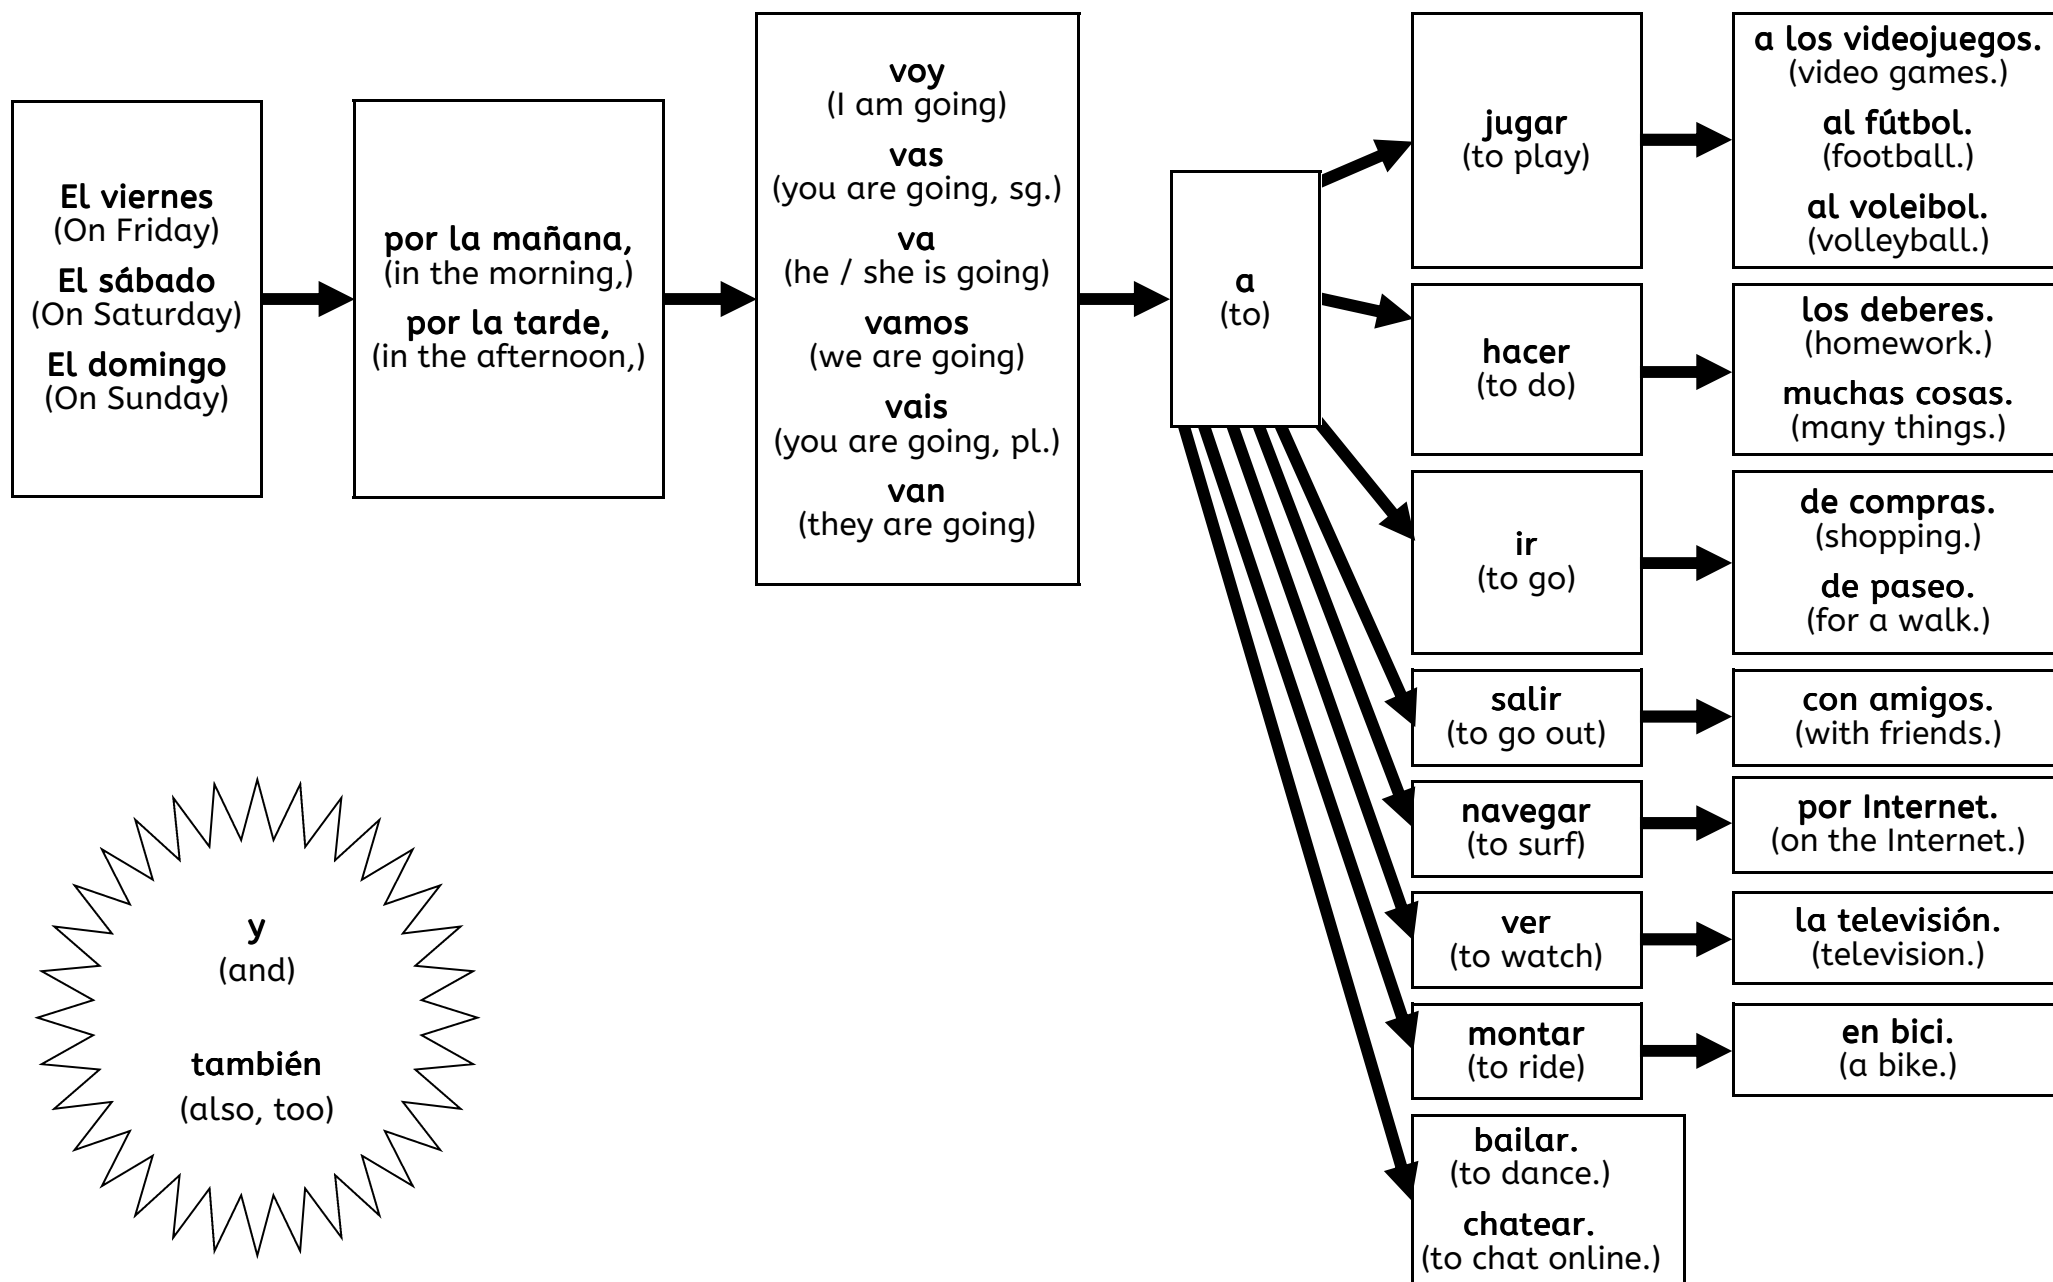 El viernes
(On Friday)
El sábado
(On Saturday)
El domingo
(On Sunday)
por la mañana,
(in the morning,)
por la tarde,
(in the afternoon,)
voy
(I am going)
vas
(you are going, sg.)
va
(he / she is going)
vamos
(we are going)
vais
(you are going, pl.)
van
(they are going)
a
(to)
jugar
(to play)
a los videojuegos.
(video games.)
al fútbol.
(football.)
al voleibol.
(volleyball.)
hacer
(to do)
los deberes.
(homework.)
muchas cosas.
(many things.)
ir
(to go)
de compras.
(shopping.)
de paseo.
(for a walk.)
salir
(to go out)
con amigos.
(with friends.)
navegar
(to surf)
por Internet.
(on the Internet.)
ver
(to watch)
la televisión.
(television.)
montar
(to ride)
en bici.
(a bike.)
bailar.
(to dance.)
chatear.
(to chat online.)
y
(and)
también
(also, too)